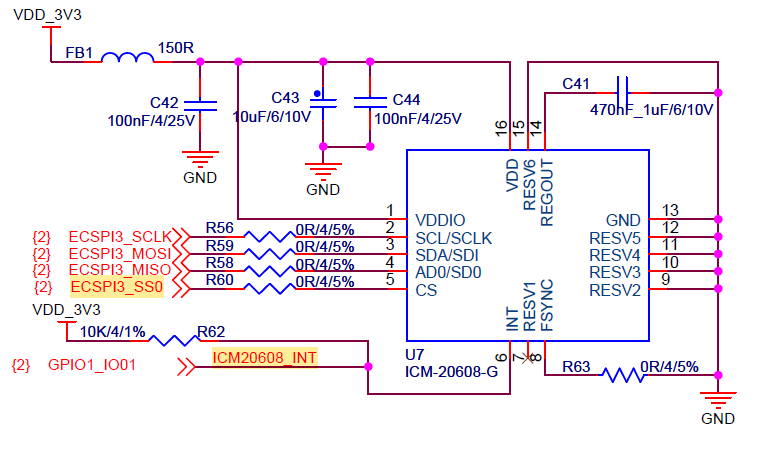 VDD_3V3
FB1
150R
C42
100nF/4/25V
GND
C43
10uF/6/10V
C44
100nF/4/25V
GND
C41
470nF_1uF/6/10V
16
15
14
VDD
RESV6
REGOUT
1
VDDIO
GND
13
{2} ECSPI3_SCLK
R56
0R/4/5%
2
SCL/SCLK
RESV5
12
{2} ECSPI3_MOSI
R59
0R/4/5%
3
SDA/SDI
RESV4
11
{2} ECSPI3_MISO
R58
0R/4/5%
4
AD0/SD0
RESV3
10
{2} ECSPI3_SS0
R60
0R/4/5%
5
CS
RESV2
9
INT
RESV1
FSYNC
6
7
8
VDD_3V3
10K/4/1%
R62
{2} GPIO1_IO01
ICM20608_INT
U7
ICM-20608-G
R63
0R/4/5%
GND